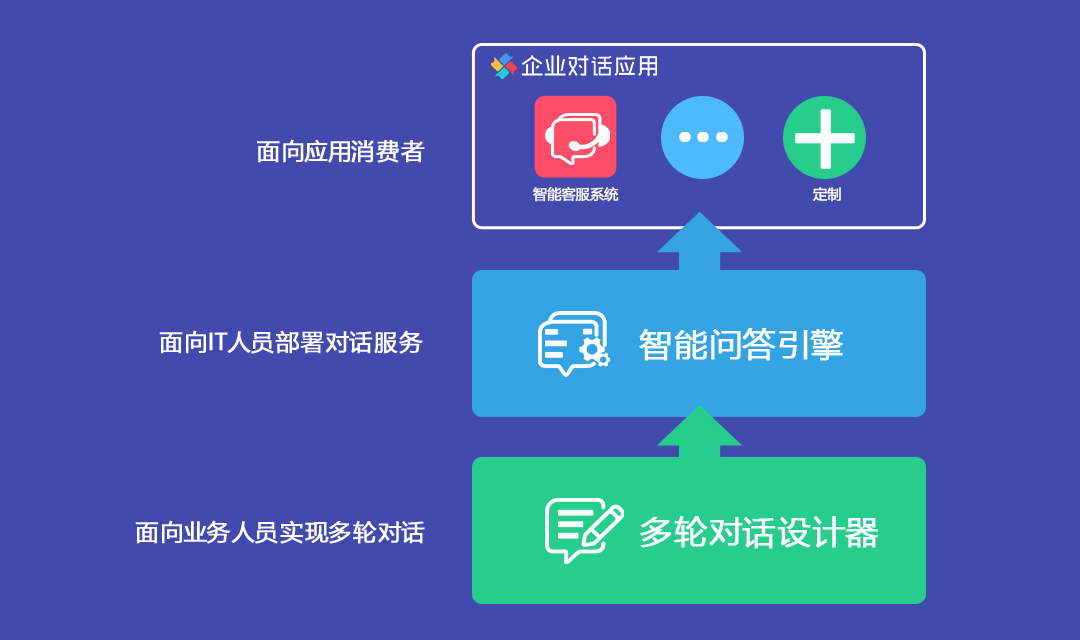 企业对话应用
面向应用消费者
智能客服系统
定制
面向IT人员部署对话服务
智能问答引擎
面向业务人员实现多轮对话
多轮对话设计器